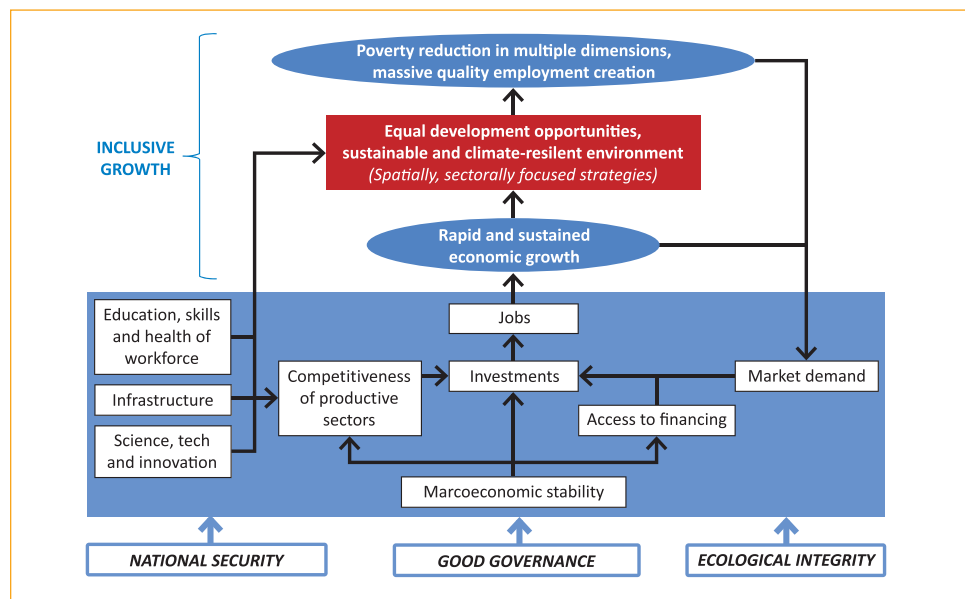 Poverty reduction in multiple dimensions,
massive quality employment creation
INCLUSIVE
GROWTH
Equal development opportunities,
sustainable and climate-resilent environment
(Spatially, sectorally focused strategies)
Rapid and sustained
economic growth
Education, skills
and health of
workforce
Jobs
Competitiveness
of productive
sectors
Investments
Market demand
Infrastructure
Access to financing
Science, tech
and innovation
Marcoeconomic stability
NATIONAL SECURITY
GOOD GOVERNANCE
ECOLOGICAL INTEGRITY